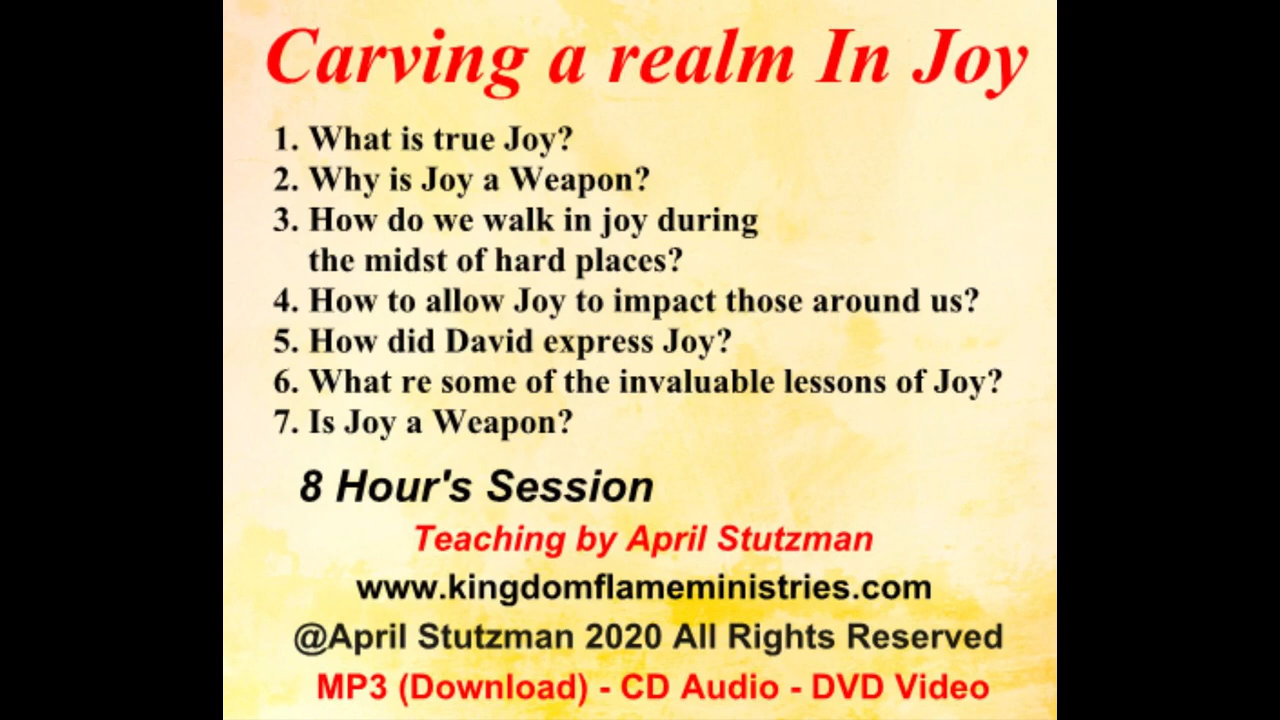 Carving a realm In Joy
1. What is true Joy?
2. Why is Joy a Weapon?
3. How do we walk in joy during
the midst of hard places?
4. How to allow Joy to impact those around us?
5. How did David express Joy?
6. What re some of the invaluable lessons of Joy?
7. Is Joy a Weapon?
8 Hour's Session
Teaching by April Stutzman
www.kingdomflameministries.com
@April Stutzman 2020 All Rights Reserved
MP3 (Download) - CD Audio - DVD Video